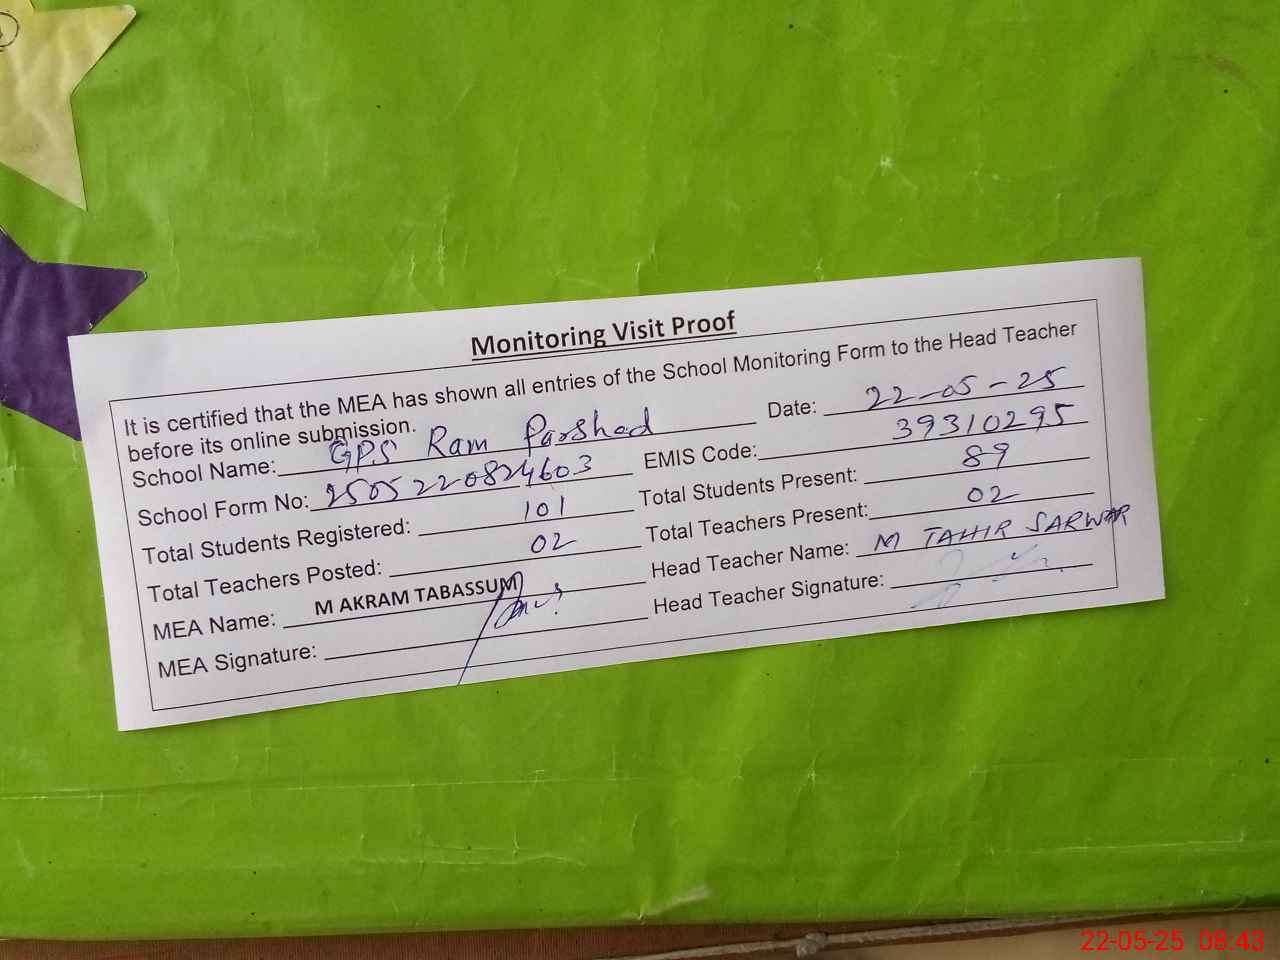 Monitoring Visit Proof
It is certified that the MEA has shown all entries of the School Monitoring Form to the Head Teacher
before its online submission.
School Name: GPS Ram Parshad Date: 22-05-25
School Form No: 2505220824603 EMIS Code: 39310295
Total Students Registered: 101 Total Students Present: 89
Total Teachers Posted: 02 Total Teachers Present: 02
MEA Name: M AKRAM TABASSUM Head Teacher Name: M TAHIR SARWAR
MEA Signature: Head Teacher Signature:
22-05-25 08:43